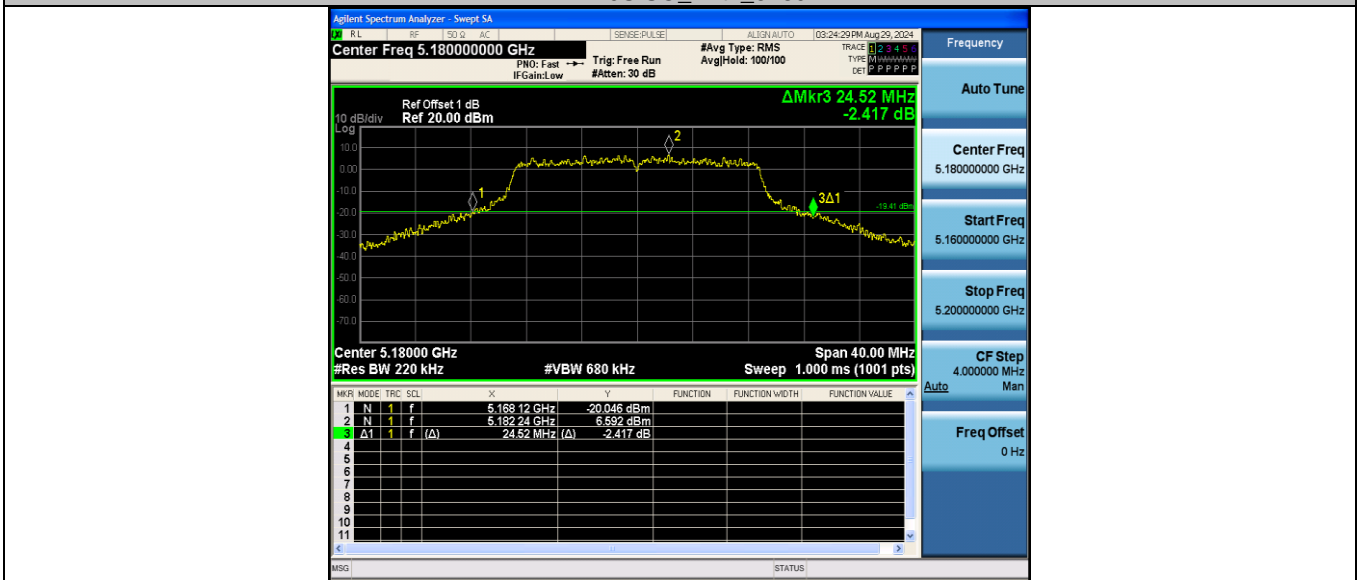 Agilent Spectrum Analyzer - Swept SA
RL RF 50 Ω AC SENSE:PULSE ALIGN AUTO 03:24:29 PM Aug 29, 2024
Center Freq 5.180000000 GHz
PNO: Fast
IFGain:Low
Trig: Free Run
#Atten: 30 dB
#Avg Type: RMS
Avg|Hold: 100/100
TRACE 1 2 3 4 5 6
TYPE M
DET P P P P P P
ΔMkr3 24.52 MHz
-2.417 dB
Ref Offset 1 dB
10 dB/div Ref 20.00 dBm
Log
10.0
0.00
-10.0
-20.0
-30.0
-40.0
-50.0
-60.0
-70.0
1
2
3Δ1
-19.41 dBm
Center 5.18000 GHz Span 40.00 MHz
#Res BW 220 kHz #VBW 680 kHz Sweep 1.000 ms (1001 pts)
MKR MODE TRC SCL X Y FUNCTION FUNCTION WIDTH FUNCTION VALUE
1 N 1 f 5.168 12 GHz -20.046 dBm
2 N 1 f 5.182 24 GHz 6.592 dBm
3 Δ1 1 f (Δ) 24.52 MHz (Δ) -2.417 dB
4
5
6
7
8
9
10
11
MSG STATUS
Frequency
Auto Tune
Center Freq
5.180000000 GHz
Start Freq
5.160000000 GHz
Stop Freq
5.200000000 GHz
CF Step
4.000000 MHz
Auto Man
Freq Offset
0 Hz